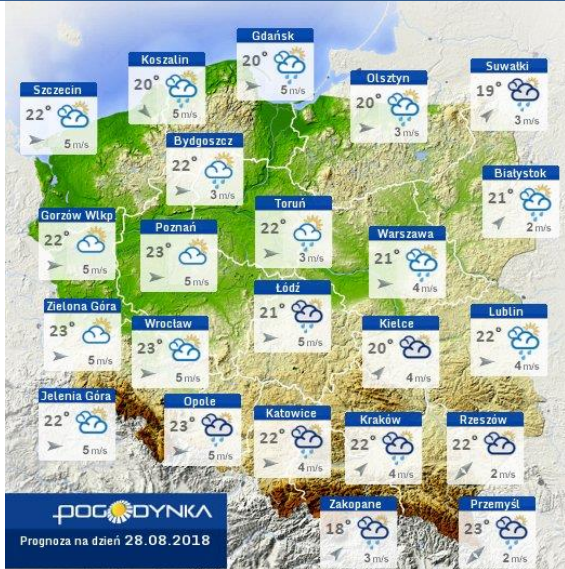 Gdańsk
20°
5 m/s
Koszalin
20°
5 m/s
Olsztyn
20°
3 m/s
Suwałki
19°
3 m/s
Szczecin
22°
5 m/s
Bydgoszcz
22°
3 m/s
Białystok
21°
2 m/s
Toruń
22°
3 m/s
Gorzów Wlkp
22°
5 m/s
Poznań
23°
5 m/s
Warszawa
21°
4 m/s
Łódź
21°
5 m/s
Zielona Góra
23°
5 m/s
Wrocław
23°
5 m/s
Kielce
20°
4 m/s
Lublin
22°
4 m/s
Jelenia Góra
22°
5 m/s
Opole
23°
5 m/s
Katowice
22°
4 m/s
Kraków
22°
4 m/s
Rzeszów
22°
2 m/s
Zakopane
18°
3 m/s
Przemyśl
23°
2 m/s
POGODYNKA
Prognoza na dzień 28.08.2018